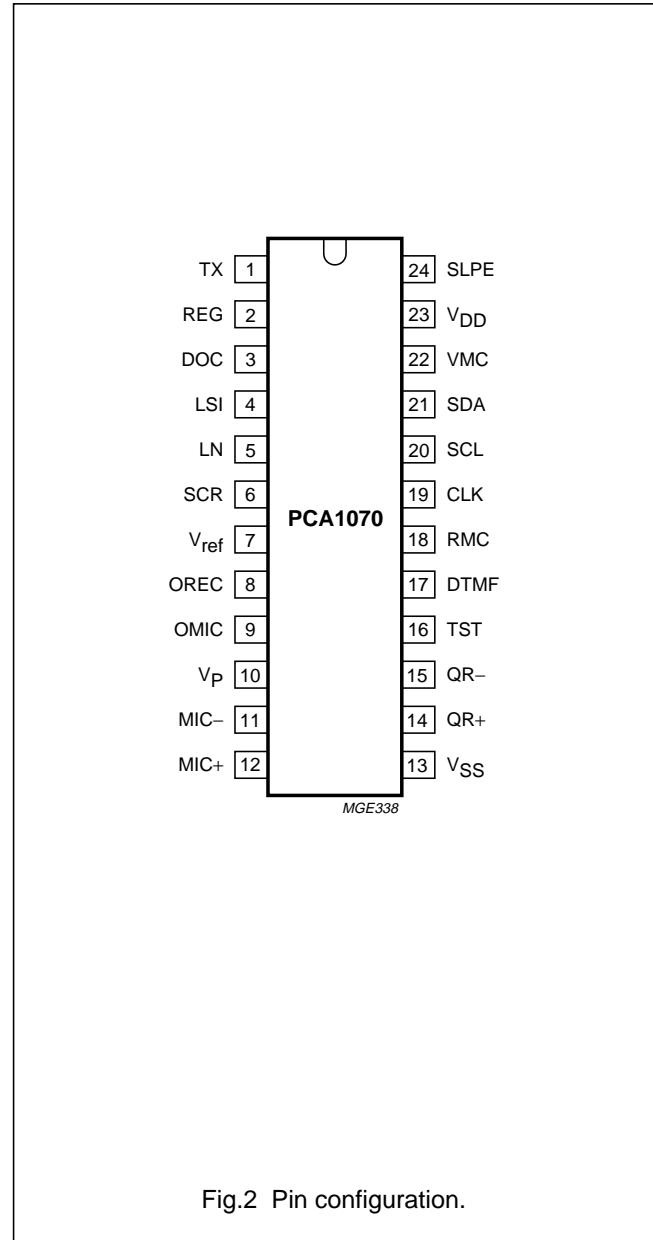 TX 1 24 SLPE
REG 2 23 VDD
DOC 3 22 VMC
LSI 4 21 SDA
LN 5 20 SCL
SCR 6 19 CLK
PCA1070
Vref 7 18 RMC
OREC 8 17 DTMF
OMIC 9 16 TST
VP 10 15 QR−
MIC− 11 14 QR+
MIC+ 12 13 VSS
MGE338
Fig.2 Pin configuration.